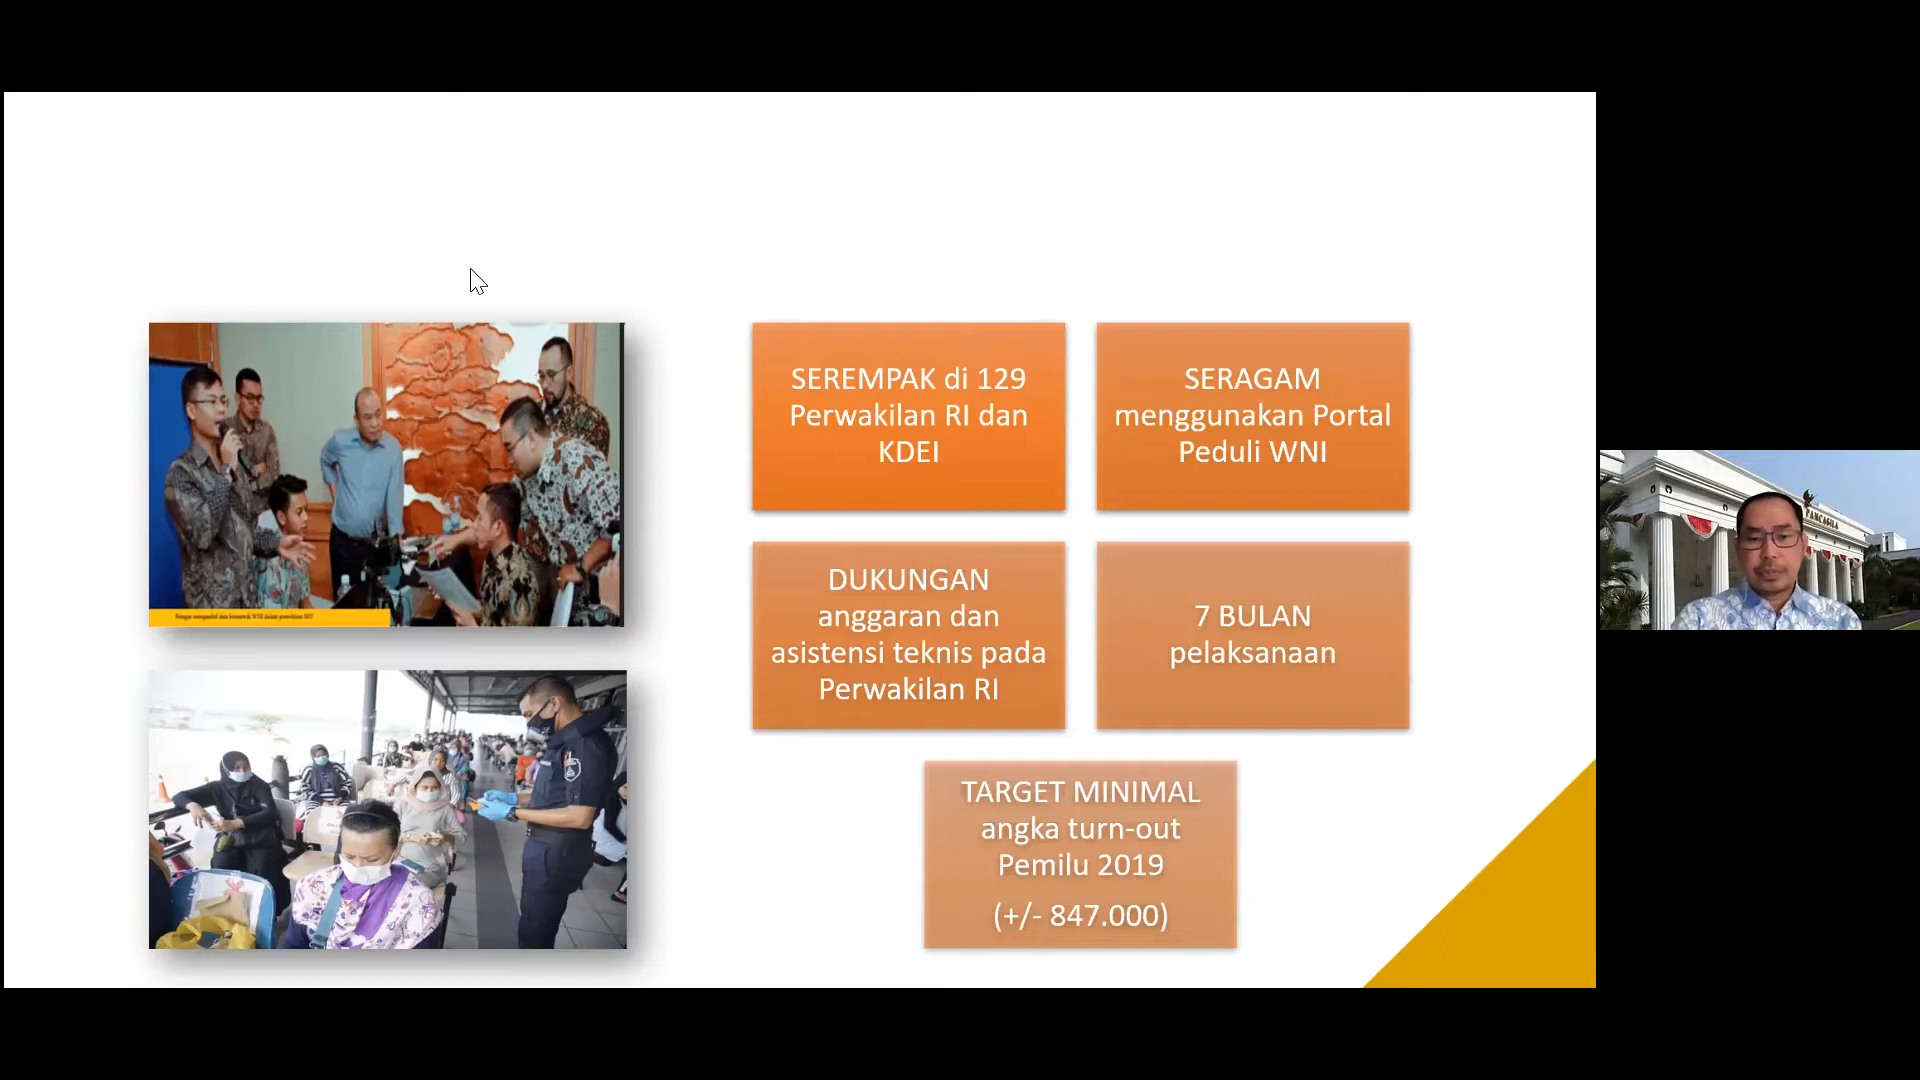 SEREMPAK di 129
Perwakilan RI dan
KDEI
SERAGAM
menggunakan Portal
Peduli WNI
DUKUNGAN
anggaran dan
asistensi teknis pada
Perwakilan RI
7 BULAN
pelaksanaan
TARGET MINIMAL
angka turn-out
Pemilu 2019
(+/- 847.000)
PANCASILA